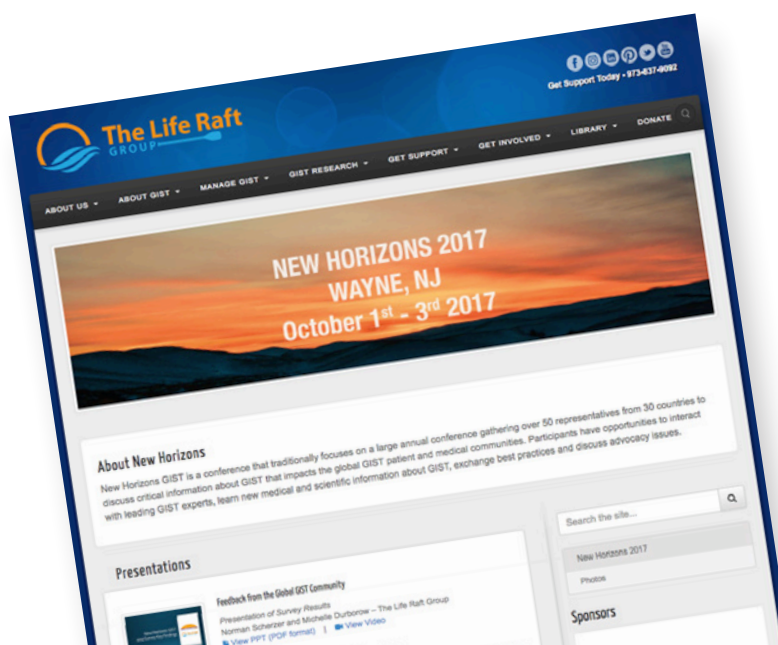 The Life Raft
GROUP
Get Support Today • 973-837-9092
ABOUT US
ABOUT GIST
MANAGE GIST
GIST RESEARCH
GET SUPPORT
GET INVOLVED
LIBRARY
DONATE
NEW HORIZONS 2017
WAYNE, NJ
October 1st - 3rd 2017
About New Horizons
New Horizons GIST is a conference that traditionally focuses on a large annual conference gathering over 50 representatives from 30 countries to
discuss critical information about GIST that impacts the global GIST patient and medical communities. Participants have opportunities to interact
with leading GIST experts, learn new medical and scientific information about GIST, exchange best practices and discuss advocacy issues.
Presentations
Feedback from the Global GIST Community
Presentation of Survey Results
Norman Scherzer and Michelle Durborow – The Life Raft Group
View PPT (PDF format) | View Video
Search the site...
New Horizons 2017
Photos
Sponsors